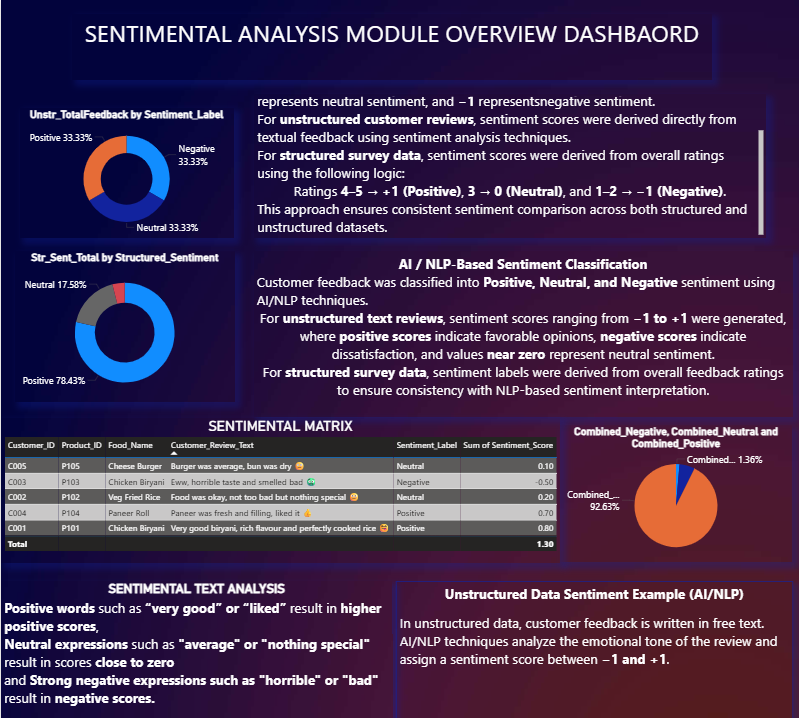 SENTIMENTAL ANALYSIS MODULE OVERVIEW DASHBAORD
Unstr_TotalFeedback by Sentiment_Label
Positive 33.33%
Negative
33.33%
Neutral 33.33%
represents neutral sentiment, and −1 representsnegative sentiment.
For unstructured customer reviews, sentiment scores were derived directly from
textual feedback using sentiment analysis techniques.
For structured survey data, sentiment scores were derived from overall ratings
using the following logic:
Ratings 4–5 → +1 (Positive), 3 → 0 (Neutral), and 1–2 → −1 (Negative).
This approach ensures consistent sentiment comparison across both structured and
unstructured datasets.
Str_Sent_Total by Structured_Sentiment
Neutral 17.58%
Positive 78.43%
AI / NLP-Based Sentiment Classification
Customer feedback was classified into Positive, Neutral, and Negative sentiment using
AI/NLP techniques.
For unstructured text reviews, sentiment scores ranging from −1 to +1 were generated,
where positive scores indicate favorable opinions, negative scores indicate
dissatisfaction, and values near zero represent neutral sentiment.
For structured survey data, sentiment labels were derived from overall feedback ratings
to ensure consistency with NLP-based sentiment interpretation.
SENTIMENTAL MATRIX
Customer_ID Product_ID Food_Name Customer_Review_Text Sentiment_Label Sum of Sentiment_Score
C005 P105 Cheese Burger Burger was average, bun was dry 😐 Neutral 0.10
C003 P103 Chicken Biryani Eww, horrible taste and smelled bad 🤢 Negative -0.50
C002 P102 Veg Fried Rice Food was okay, not too bad but nothing special 😕 Neutral 0.20
C004 P104 Paneer Roll Paneer was fresh and filling, liked it 👍 Positive 0.70
C001 P101 Chicken Biryani Very good biryani, rich flavour and perfectly cooked rice 😋 Positive 0.80
Total 1.30
Combined_Negative, Combined_Neutral and
Combined_Positive
Combined... 1.36%
Combined_...
92.63%
SENTIMENTAL TEXT ANALYSIS
Positive words such as “very good” or “liked” result in higher
positive scores,
Neutral expressions such as "average" or "nothing special"
result in scores close to zero
and Strong negative expressions such as "horrible" or "bad"
result in negative scores.
Unstructured Data Sentiment Example (AI/NLP)
In unstructured data, customer feedback is written in free text.
AI/NLP techniques analyze the emotional tone of the review and
assign a sentiment score between −1 and +1.